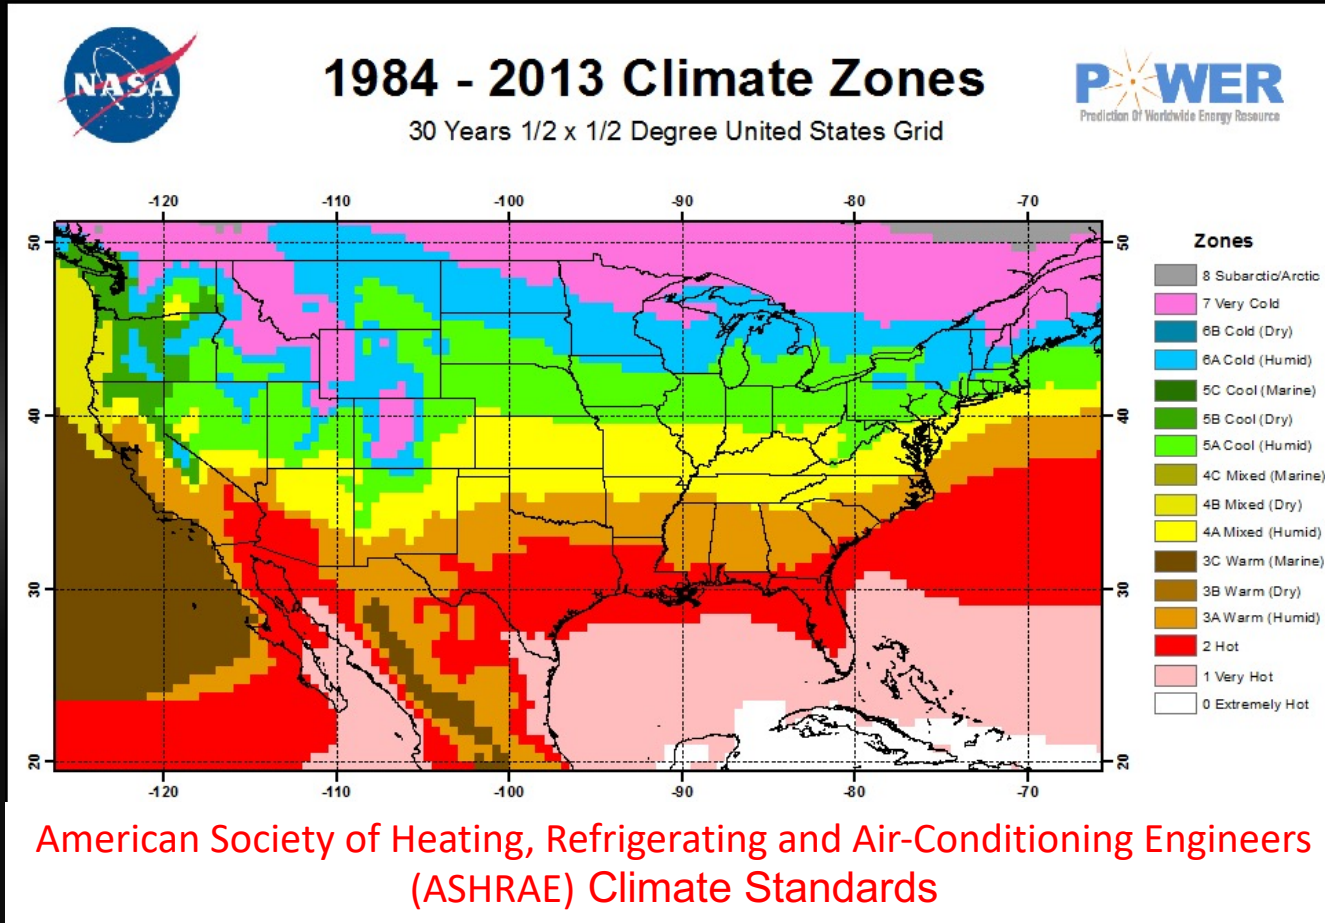 NASA
1984 - 2013 Climate Zones
30 Years 1/2 x 1/2 Degree United States Grid
POWER
Prediction Of Worldwide Energy Resource
-120 -110 -100 -90 -80 -70
50 50
40 40
30 30
20 20
-120 -110 -100 -90 -80 -70
Zones
8 Subarctic/Arctic
7 Very Cold
6B Cold (Dry)
6A Cold (Humid)
5C Cool (Marine)
5B Cool (Dry)
5A Cool (Humid)
4C Mixed (Marine)
4B Mixed (Dry)
4A Mixed (Humid)
3C Warm (Marine)
3B Warm (Dry)
3A Warm (Humid)
2 Hot
1 Very Hot
0 Extremely Hot
American Society of Heating, Refrigerating and Air-Conditioning Engineers
(ASHRAE) Climate Standards